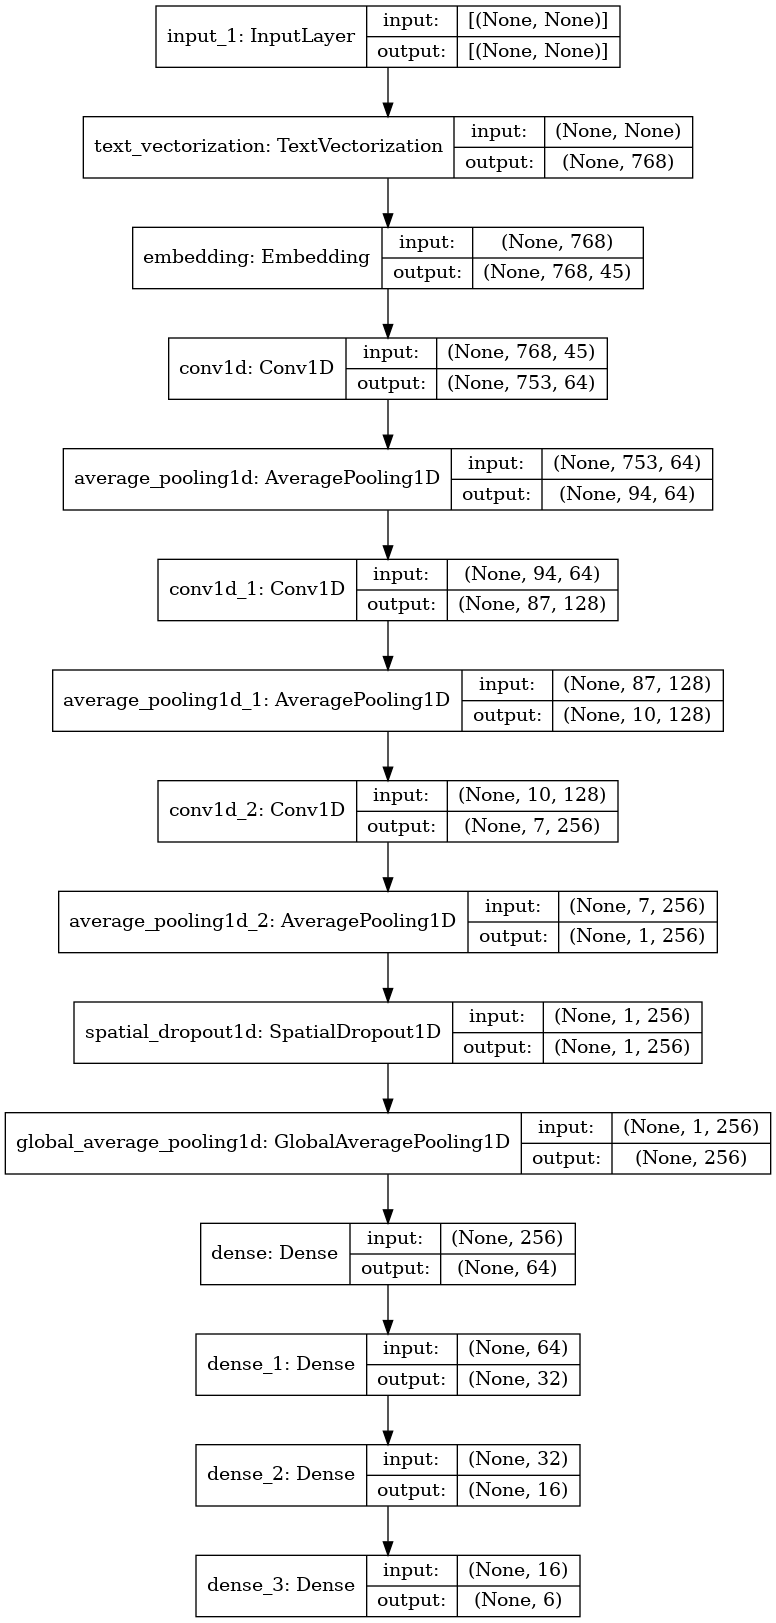 input_1: InputLayer
input: [(None, None)]
output: [(None, None)]
text_vectorization: TextVectorization
input: (None, None)
output: (None, 768)
embedding: Embedding
input: (None, 768)
output: (None, 768, 45)
conv1d: Conv1D
input: (None, 768, 45)
output: (None, 753, 64)
average_pooling1d: AveragePooling1D
input: (None, 753, 64)
output: (None, 94, 64)
conv1d_1: Conv1D
input: (None, 94, 64)
output: (None, 87, 128)
average_pooling1d_1: AveragePooling1D
input: (None, 87, 128)
output: (None, 10, 128)
conv1d_2: Conv1D
input: (None, 10, 128)
output: (None, 7, 256)
average_pooling1d_2: AveragePooling1D
input: (None, 7, 256)
output: (None, 1, 256)
spatial_dropout1d: SpatialDropout1D
input: (None, 1, 256)
output: (None, 1, 256)
global_average_pooling1d: GlobalAveragePooling1D
input: (None, 1, 256)
output: (None, 256)
dense: Dense
input: (None, 256)
output: (None, 64)
dense_1: Dense
input: (None, 64)
output: (None, 32)
dense_2: Dense
input: (None, 32)
output: (None, 16)
dense_3: Dense
input: (None, 16)
output: (None, 6)